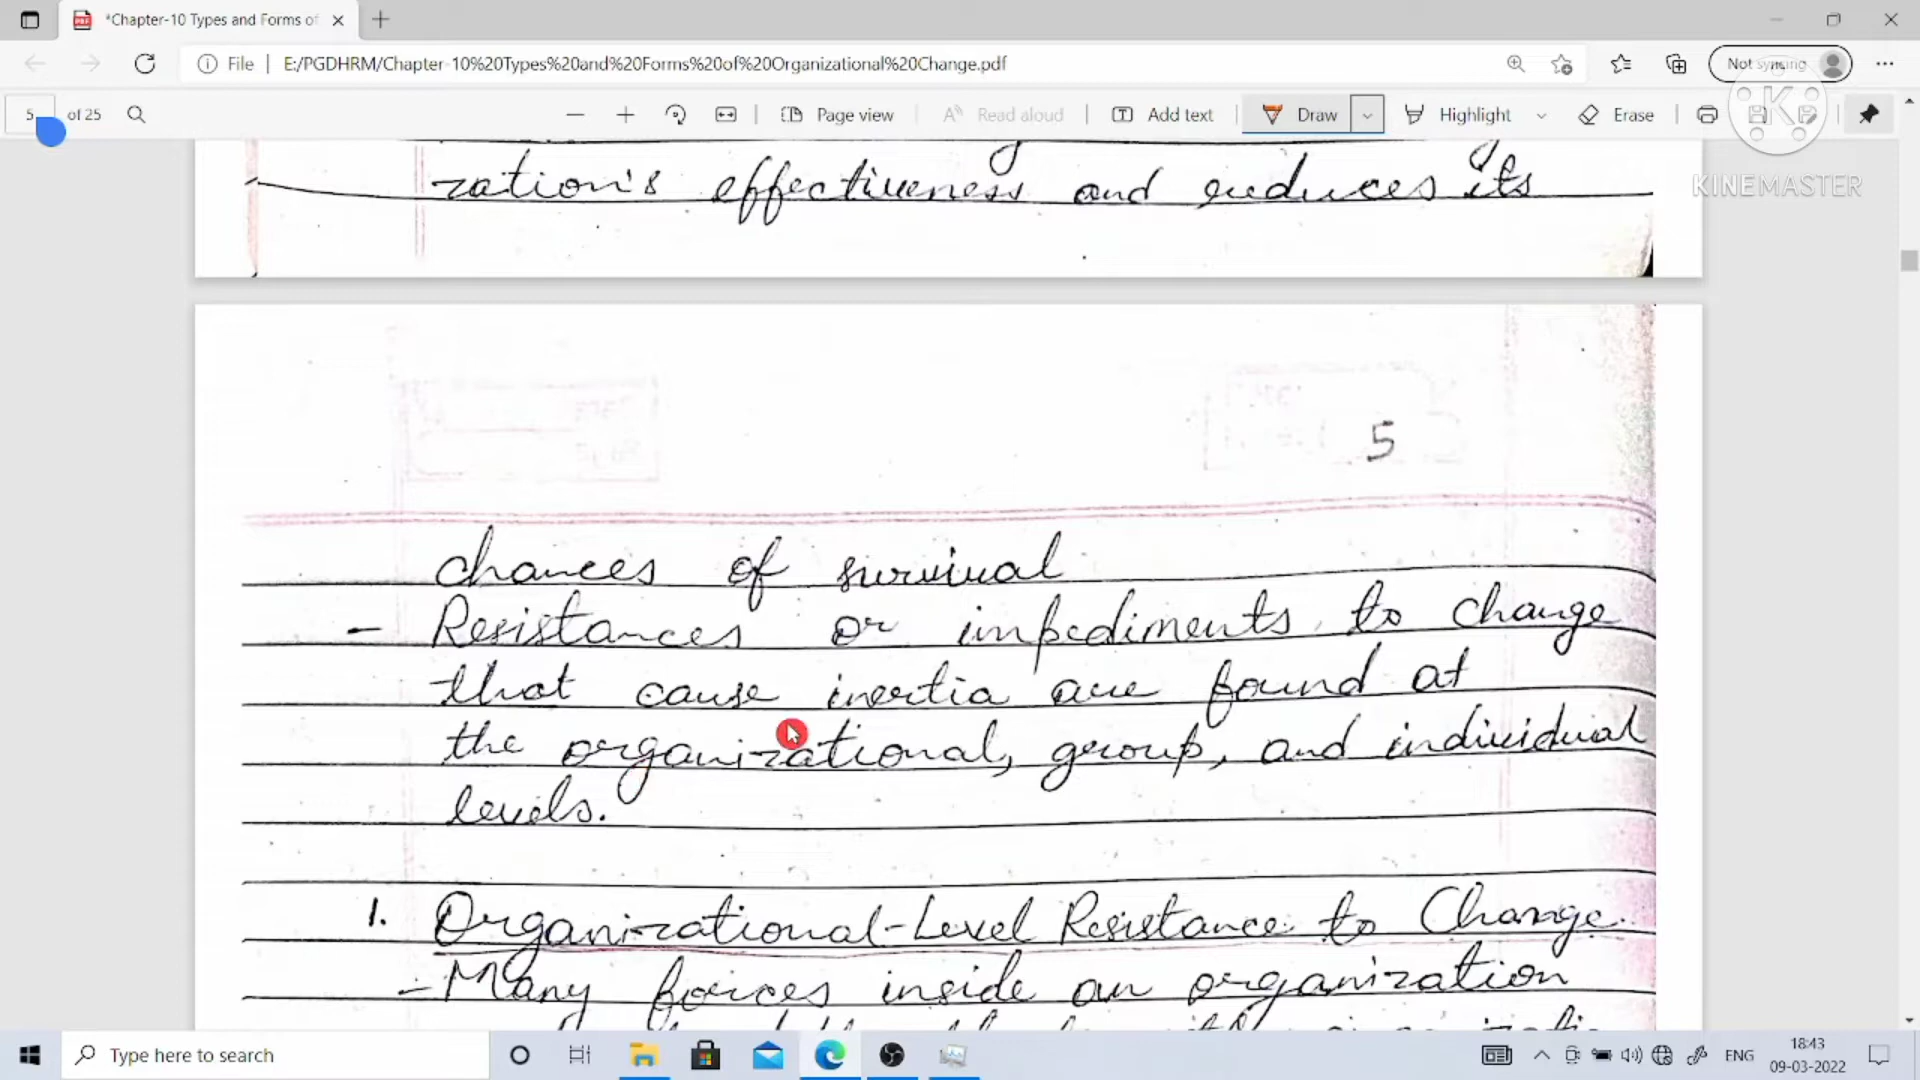 *Chapter-10 Types and Forms of
File
E:/PGDHRM/Chapter-10%20Types%20and%20Forms%20of%20Organizational%20Change.pdf
Not syncing
5 of 25
Page view
Read aloud
Add text
Draw
Highlight
Erase
K
KINEMASTER
zation's effectiveness and reduces its
5
chances of survival
- Resistances or impediments to change
that cause inertia are found at
the organizational, group, and individual
levels.
1. Organizational-Level Resistance to Change.
- Many forces inside an organization
Type here to search
ENG
18:43
09-03-2022